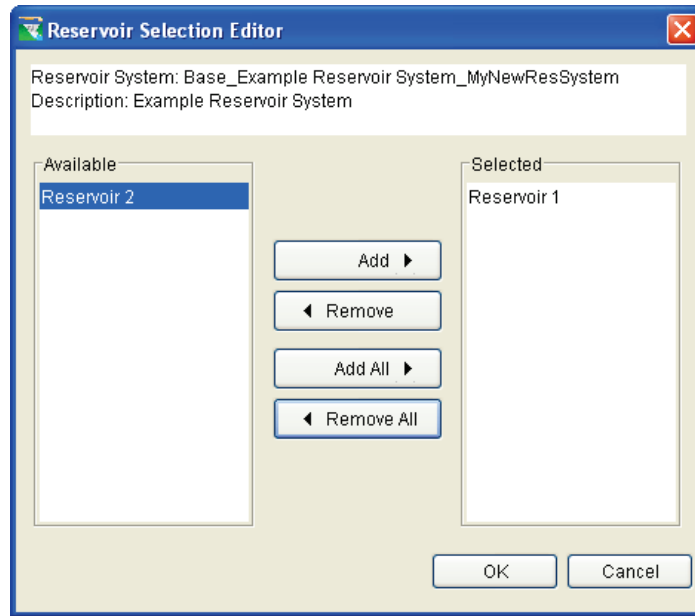 Reservoir Selection Editor
Reservoir System: Base_Example Reservoir System_MyNewResSystem
Description: Example Reservoir System
Available
Selected
Reservoir 2
Reservoir 1
Add
Remove
Add All
Remove All
OK
Cancel